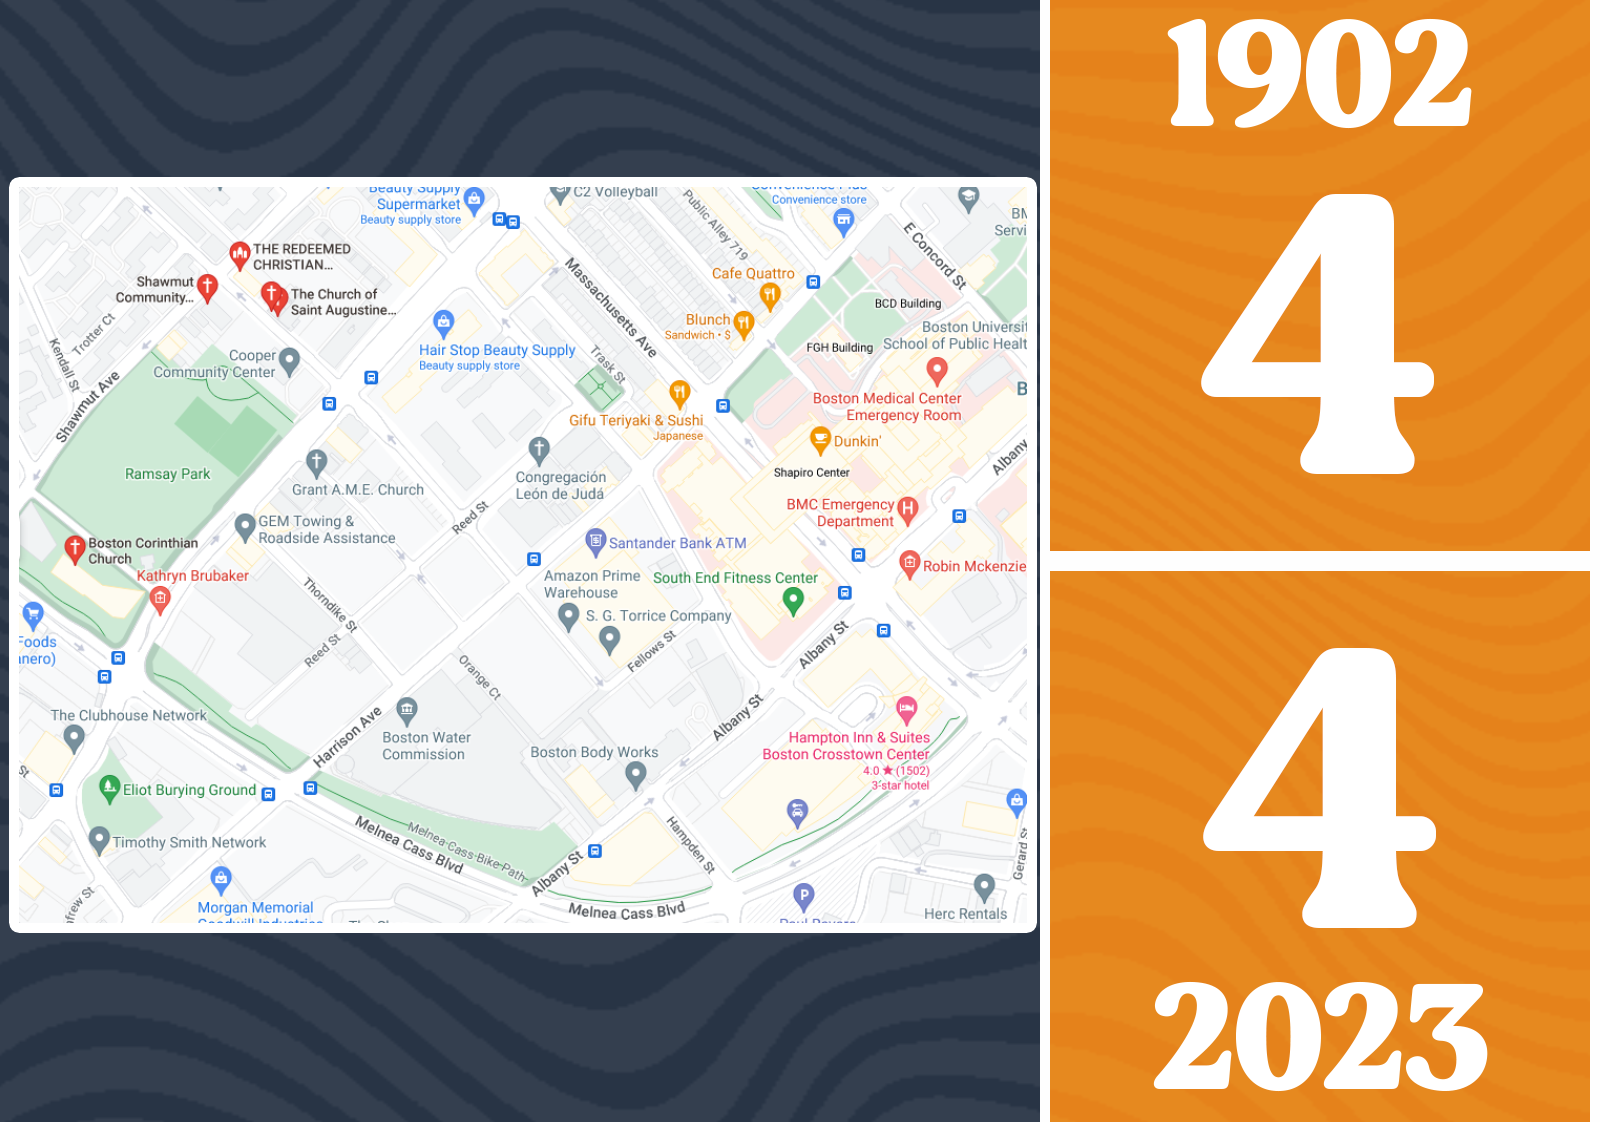 Beauty Supply
Supermarket
Beauty supply store
C2 Volleyball
Public Alley 719
Convenience Plus
Convenience store
E Concord St
THE REDEEMED
CHRISTIAN...
Shawmut
Community...
The Church of
Saint Augustine...
Massachusetts Ave
Cafe Quattro
Blunch
Sandwich • $
BCD Building
FGH Building
Boston Universit
School of Public Healt
Trotter Ct
Kendall St
Shawmut Ave
Cooper
Community Center
Hair Stop Beauty Supply
Beauty supply store
Trask St
Gifu Teriyaki & Sushi
Japanese
Boston Medical Center
Emergency Room
Dunkin'
Shapiro Center
Albany
Ramsay Park
Grant A.M.E. Church
Congregación
León de Judá
BMC Emergency
Department
H
GEM Towing &
Roadside Assistance
Reed St
Boston Corinthian
Church
Kathryn Brubaker
Santander Bank ATM
Amazon Prime
Warehouse
South End Fitness Center
Robin Mckenzie
S. G. Torrice Company
Thorndike St
Reed St
Fellows St
Albany St
Foods
Orange Ct
The Clubhouse Network
Harrison Ave
Boston Water
Commission
Albany St
Hampton Inn & Suites
Boston Crosstown Center
4.0 ★ (1502)
3-star hotel
Boston Body Works
St
Eliot Burying Ground
Timothy Smith Network
Melnea Cass Bike Path
Melnea Cass Blvd
Hampden St
Gerard St
Albany St
Morgan Memorial
Goodwill Industries
Melnea Cass Blvd
P
Herc Rentals
1902
4
4
2023